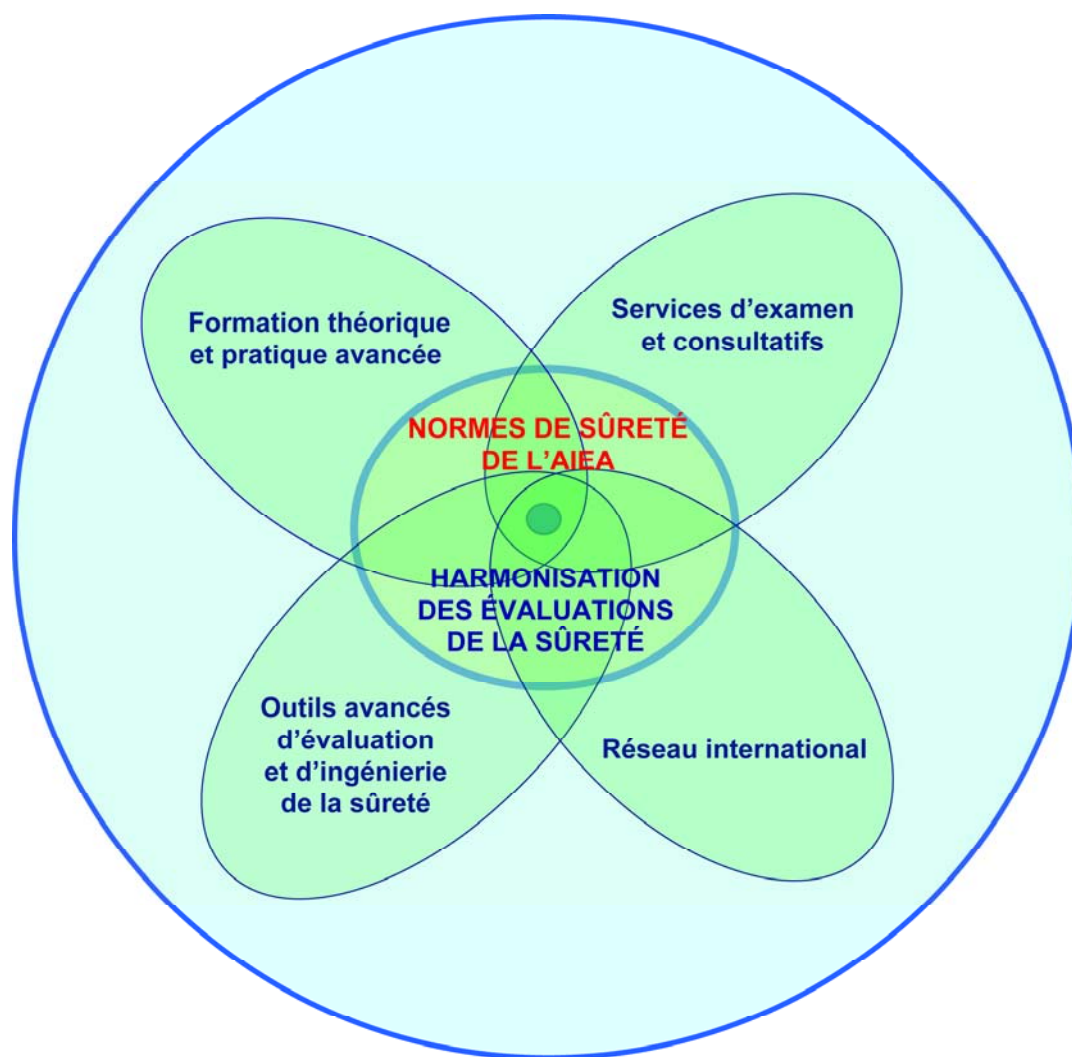 Formation théorique
et pratique avancée
Services d’examen
et consultatifs
NORMES DE SÛRETÉ
DE L’AIEA
HARMONISATION
DES ÉVALUATIONS
DE LA SÛRETÉ
Outils avancés
d’évaluation
et d’ingénierie
de la sûreté
Réseau international